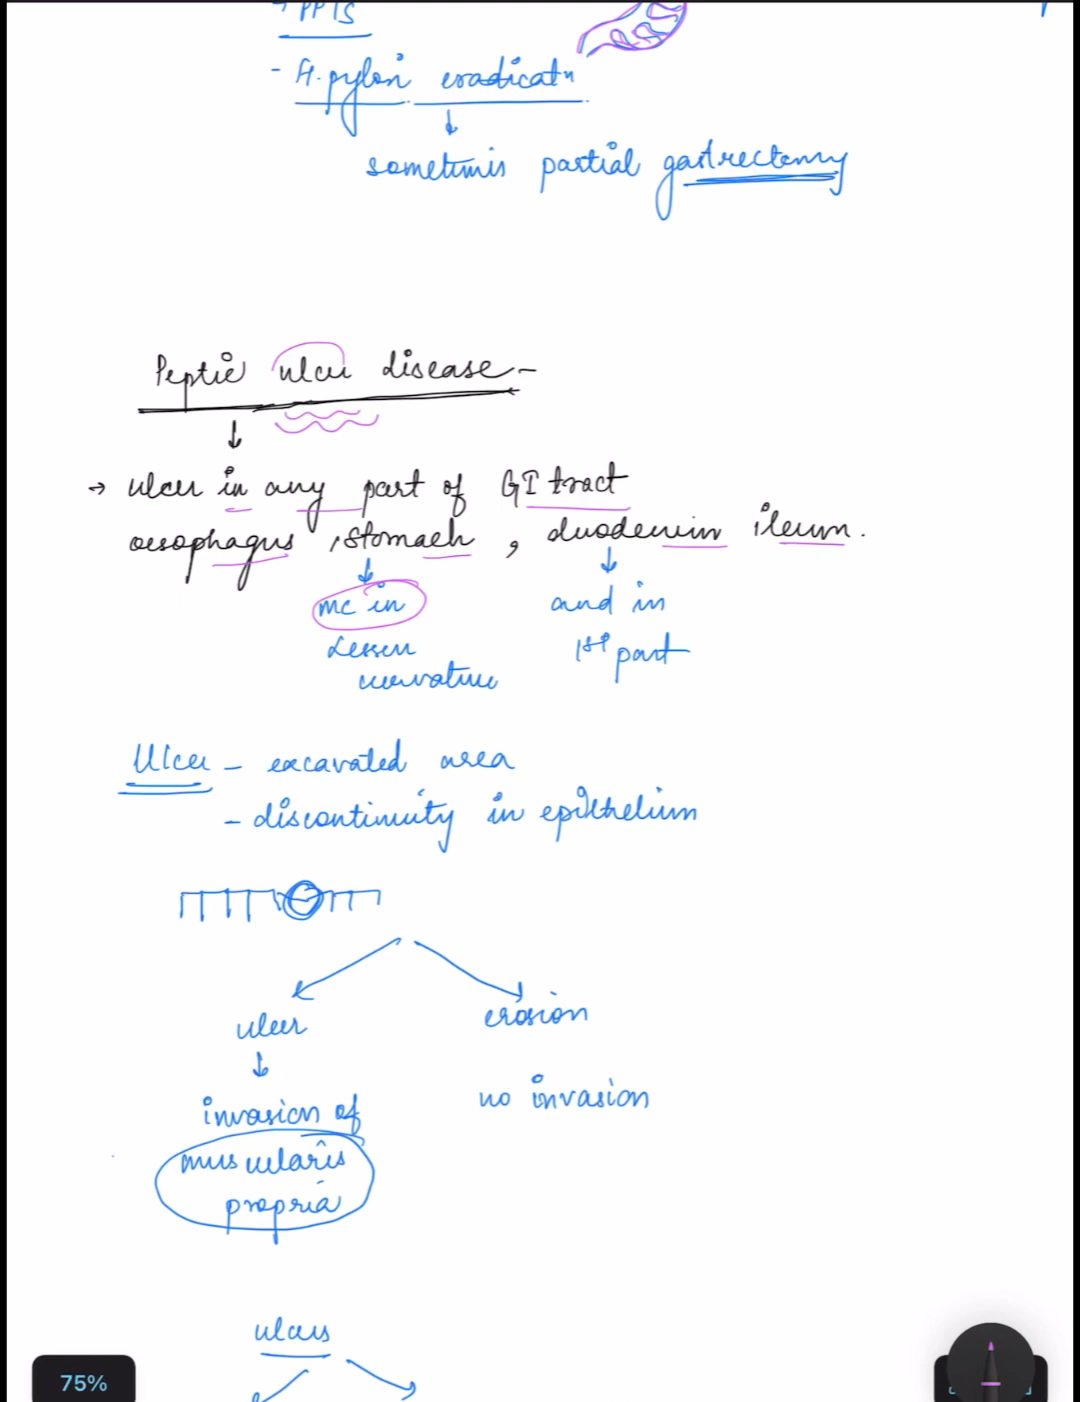 → PPIs
- H. pylori eradicatn
↓
sometimes partial gastrectomy
Peptic ulcer disease -
↓
→ ulcer in any part of GI tract
oesophagus, stomach, duodenum ileum.
↓ ↓
mc in and in
Lesser 1st part
curvature
Ulcer - excavated area
- discontinuity in epithelium
ulcer erosion
↓
invasion of no invasion
muscularis
propria
ulcers
75%